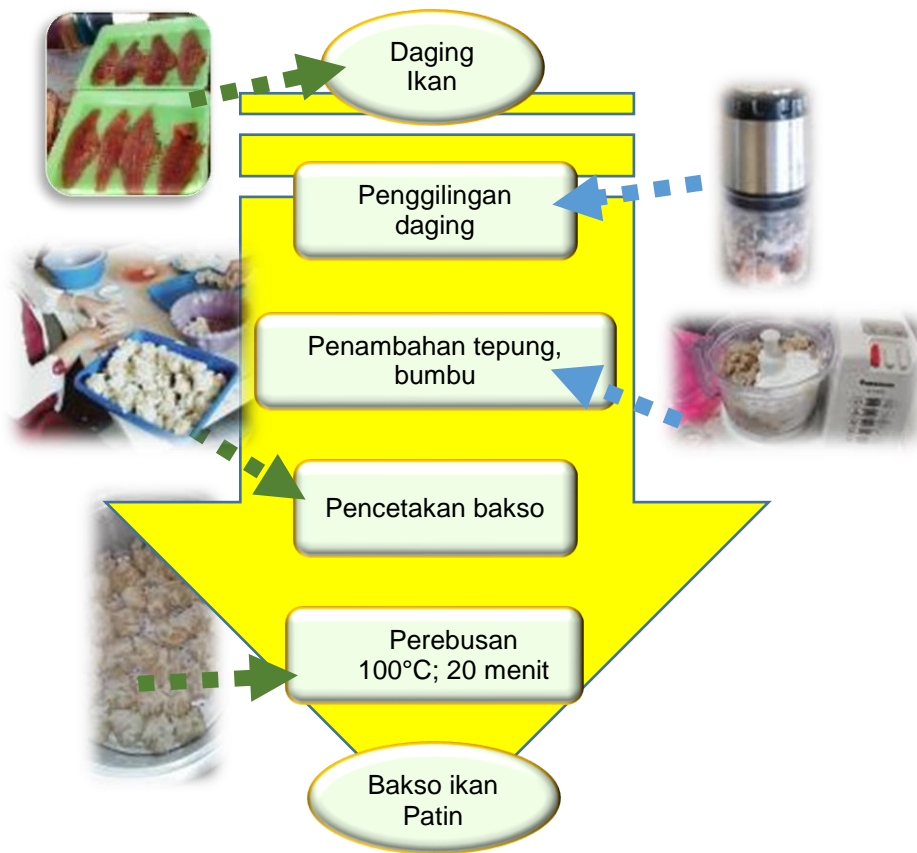 Daging
Ikan
Penggilingan
daging
Penambahan tepung,
bumbu
Pencetakan bakso
Perebusan
100°C; 20 menit
Bakso ikan
Patin